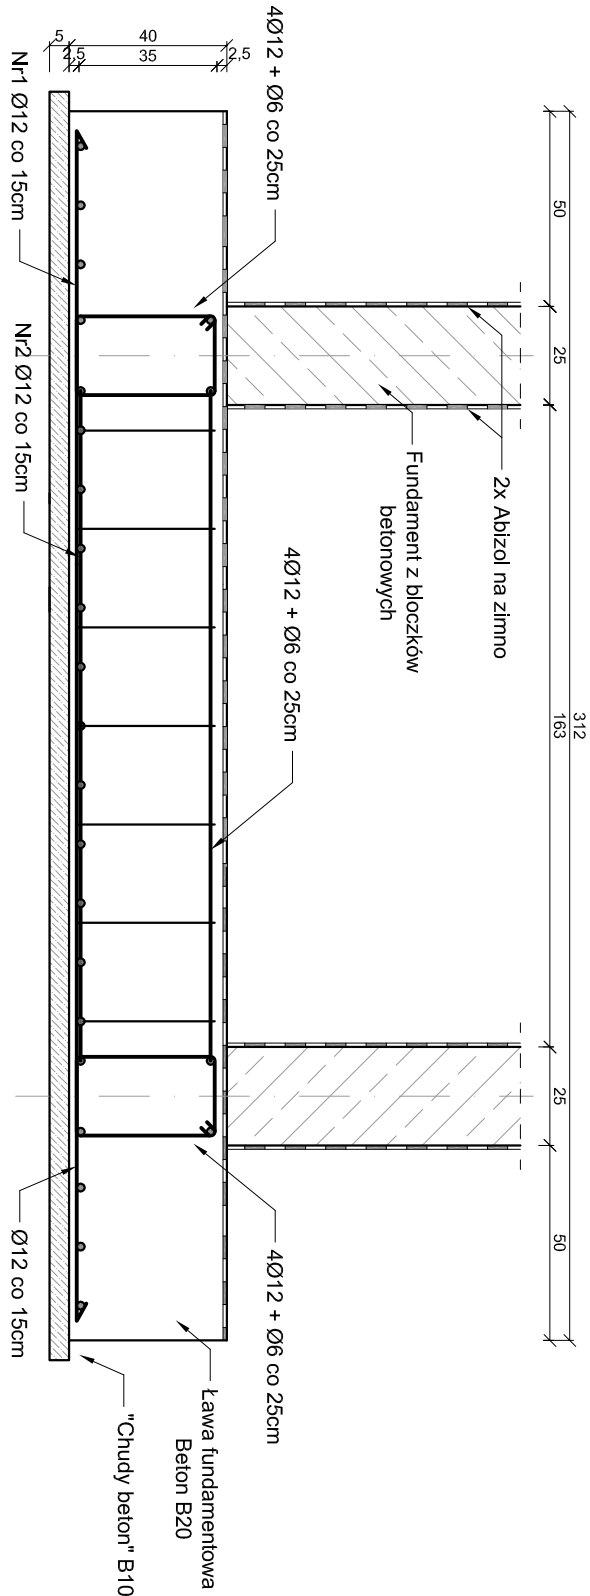 312
50
25
163
25
50
2x Abizol na zimno
Fundament z bloczków
betonowych
4Ø12 + Ø6 co 25cm
4Ø12 + Ø6 co 25cm
4Ø12 + Ø6 co 25cm
5
40
2,5
35
2,5
Ława fundamentowa
Beton B20
"Chudy beton" B10
Nr1 Ø12 co 15cm
Nr2 Ø12 co 15cm
Ø12 co 15cm